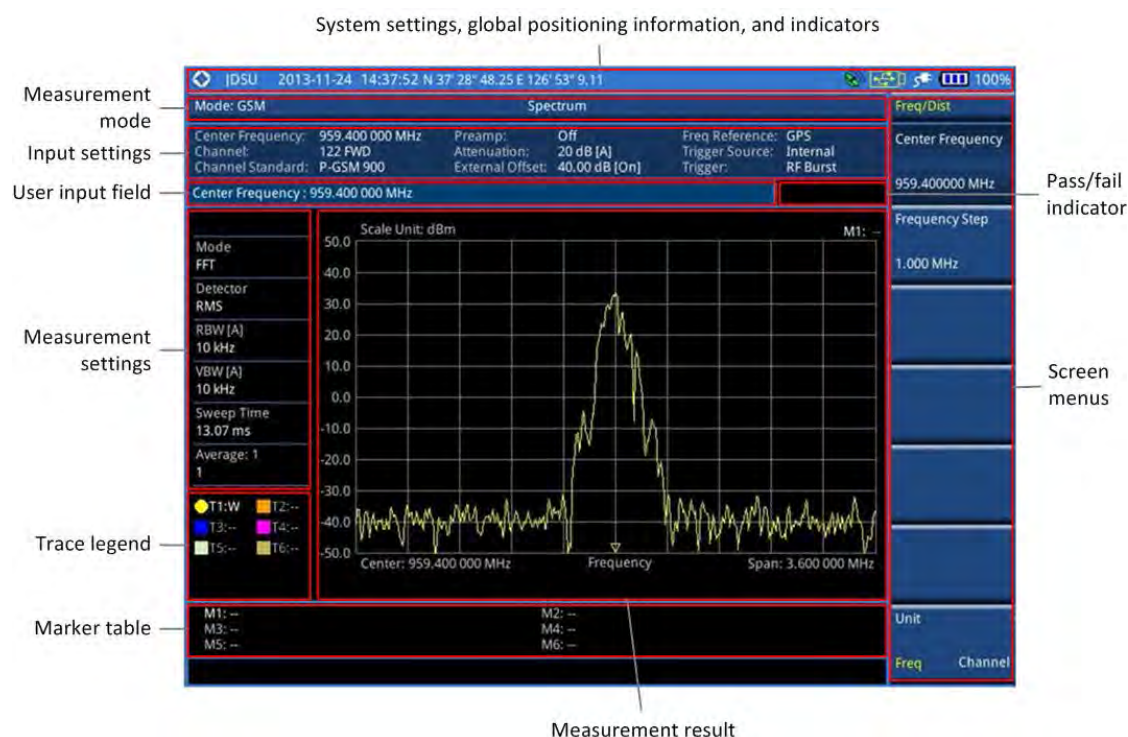 System settings, global positioning information, and indicators
JDSU 2013-11-24 14:37:52 N 37° 28" 48.25 E 126° 53" 9.11 100%
Measurement mode
Mode: GSM Spectrum
Freq/Dist
Input settings
Center Frequency: 959.400 000 MHz Preamp: Off Freq Reference: GPS
Channel: 122 FWD Attenuation: 20 dB [A] Trigger Source: Internal
Channel Standard: P-GSM 900 External Offset: 40.00 dB [On] Trigger: RF Burst
Center Frequency
959.400000 MHz
User input field
Center Frequency : 959.400 000 MHz
Pass/fail indicator
Frequency Step
1.000 MHz
Measurement settings
Mode
FFT
Detector
RMS
RBW [A]
10 kHz
VBW [A]
10 kHz
Sweep Time
13.07 ms
Average: 1
1
Scale Unit: dBm M1: --
50.0
40.0
30.0
20.0
10.0
0.0
-10.0
-20.0
-30.0
-40.0
-50.0
Center: 959.400 000 MHz Frequency Span: 3.600 000 MHz
Screen menus
Trace legend
T1:W T2:--
T3:-- T4:--
T5:-- T6:--
Marker table
M1: -- M2: --
M3: -- M4: --
M5: -- M6: --
Unit
Freq Channel
Measurement result